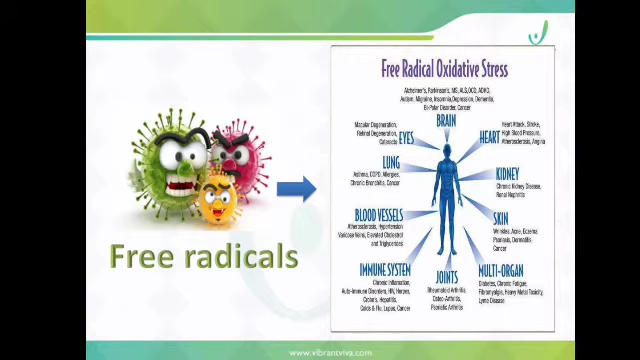 Free Radical Oxidative Stress
Alzheimer's, Parkinson's, MS, ALS, OCD, ADHD,
Autism, Migraine, Insomnia, Depression, Dementia,
Bi-Polar Disorder, Cancer
BRAIN
Macular Degeneration,
Retinal Degeneration,
Cataracts
EYES
HEART
Heart Attack, Stroke,
High Blood Pressure,
Atherosclerosis, Angina
LUNG
Asthma, COPD, Allergies,
Chronic Bronchitis, Cancer
KIDNEY
Chronic Kidney Disease,
Renal Nephritis
BLOOD VESSELS
Atherosclerosis, Hypertension
Varicose Veins, Elevated Cholestrol
and Triglycerides
SKIN
Wrinkles, Acne, Eczema
Psoriasis, Dermatitis
Cancer
IMMUNE SYSTEM
Chronic Inflamation,
Auto-Immune Disorders, HIV, Herpes,
Crohn's, Hepatitis,
Colds & Flu, Lupus, Cancer
JOINTS
Rheumatoid Arthritis,
Osteo-Arthritis,
Psoriatic Arthritis
MULTI-ORGAN
Diabetes, Chronic Fatigue,
Fibromyalgia, Heavy Metal Toxicity,
Lyme Disease
Free radicals
www.vibrantviva.com